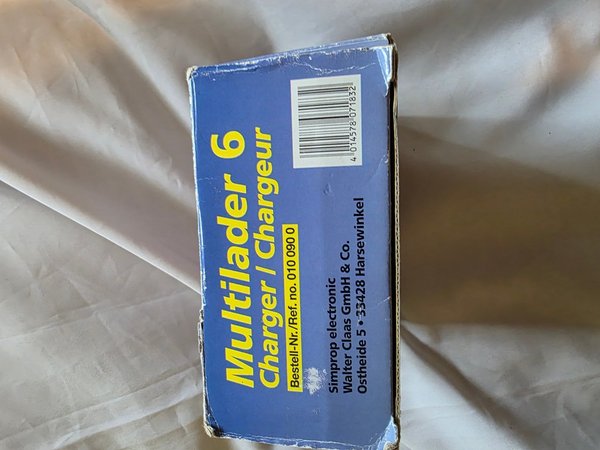 Multilader 6
Charger / Chargeur
Bestell-Nr./Ref. no. 010 090 0
4 014578 071832
Simprop electronic
Walter Claas GmbH & Co.
Ostheide 5 • 33428 Harsewinkel